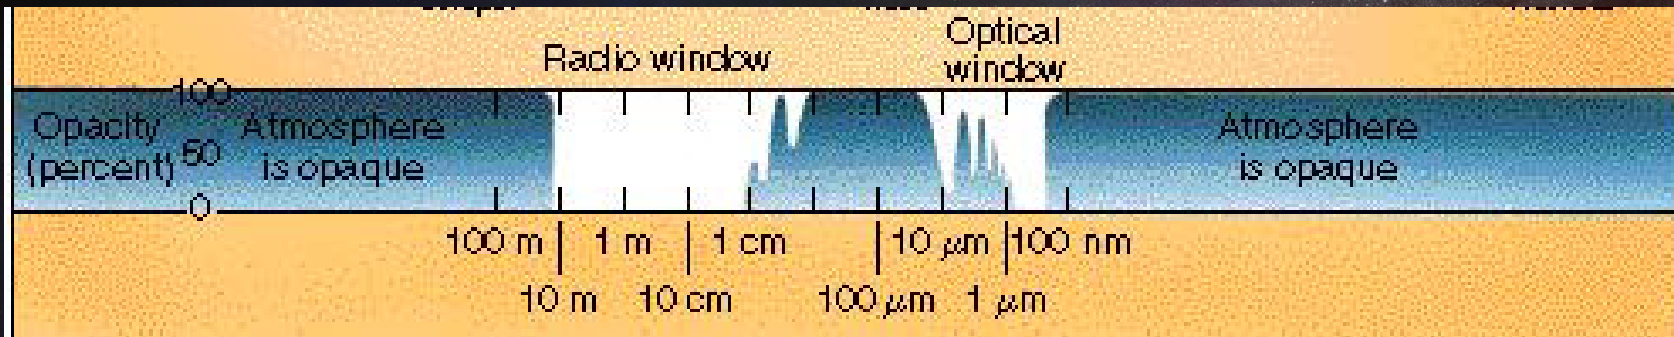 Radio window
Optical
window
100
Opacity
(percent)
50
0
Atmosphere
is opaque
Atmosphere
is opaque
100 m
1 m
1 cm
10 μm
100 nm
10 m
10 cm
100 μm
1 μm